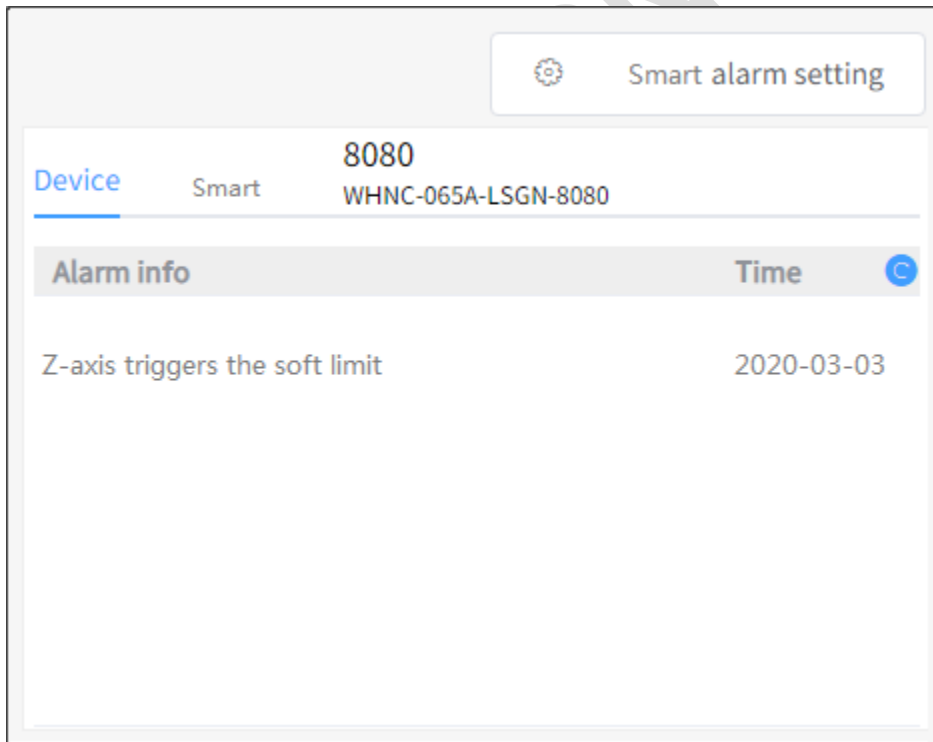 Smart alarm setting
8080
Device Smart WHNC-065A-LSGN-8080
Alarm info Time C
Z-axis triggers the soft limit 2020-03-03